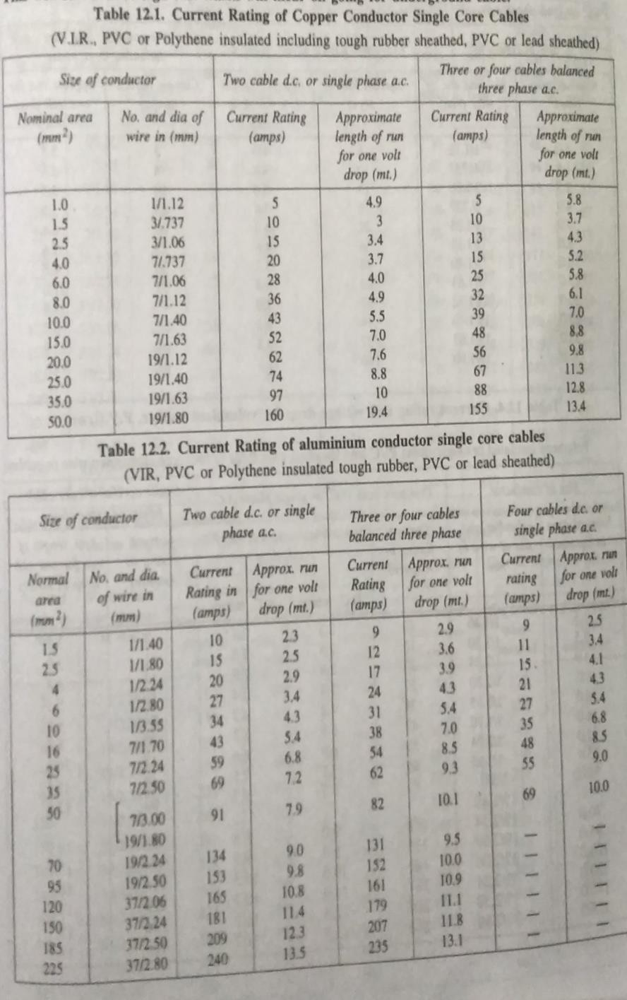 Table 12.1. Current Rating of Copper Conductor Single Core Cables
(V.I.R., PVC or Polythene insulated including tough rubber sheathed, PVC or lead sheathed)
Size of conductor Two cable d.c. or single phase a.c. Three or four cables balanced
three phase a.c.
Nominal area No. and dia of Current Rating Approximate Current Rating Approximate
(mm²) wire in (mm) (amps) length of run (amps) length of run
for one volt for one volt
drop (mt.) drop (mt.)
1.0 1/1.12 5 4.9 5 5.8
1.5 3/.737 10 3 10 3.7
2.5 3/1.06 15 3.4 13 4.3
4.0 7/.737 20 3.7 15 5.2
6.0 7/1.06 28 4.0 25 5.8
8.0 7/1.12 36 4.9 32 6.1
10.0 7/1.40 43 5.5 39 7.0
15.0 7/1.63 52 7.0 48 8.8
20.0 19/1.12 62 7.6 56 9.8
25.0 19/1.40 74 8.8 67 11.3
35.0 19/1.63 97 10 88 12.8
50.0 19/1.80 160 19.4 155 13.4
Table 12.2. Current Rating of aluminium conductor single core cables
(VIR, PVC or Polythene insulated tough rubber, PVC or lead sheathed)
Size of conductor Two cable d.c. or single Three or four cables Four cables d.c. or
phase a.c. balanced three phase single phase a.c.
Normal No. and dia. Current Approx. run Current Approx. run Current Approx. run
area of wire in Rating in for one volt Rating for one volt rating for one volt
(mm²) (mm) (amps) drop (mt.) (amps) drop (mt.) (amps) drop (mt.)
1.5 1/1.40 10 2.3 9 2.9 9 2.5
2.5 1/1.80 15 2.5 12 3.6 11 3.4
4 1/2.24 20 2.9 17 3.9 15. 4.1
6 1/2.80 27 3.4 24 4.3 21 4.3
10 1/3.55 34 4.3 31 5.4 27 5.4
16 7/1.70 43 5.4 38 7.0 35 6.8
25 7/2.24 59 6.8 54 8.5 48 8.5
35 7/2.50 69 7.2 62 9.3 55 9.0
50 7/3.00 91 7.9 82 10.1 69 10.0
19/1.80
70 19/2.24 134 9.0 131 9.5 — —
95 19/2.50 153 9.8 152 10.0 — —
120 37/2.06 165 10.8 161 10.9 — —
150 37/2.24 181 11.4 179 11.1 — —
185 37/2.50 209 12.3 207 11.8 — —
225 37/2.80 240 13.5 235 13.1 — —